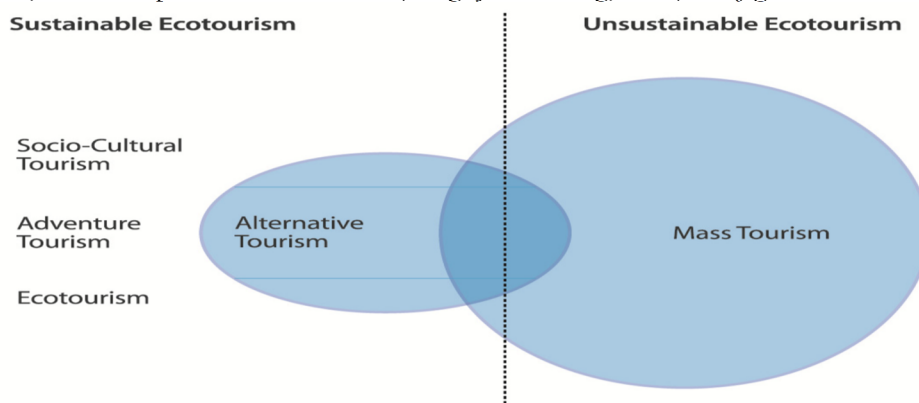 Sustainable Ecotourism
Unsustainable Ecotourism
Socio-Cultural
Tourism
Adventure
Tourism
Alternative
Tourism
Mass Tourism
Ecotourism